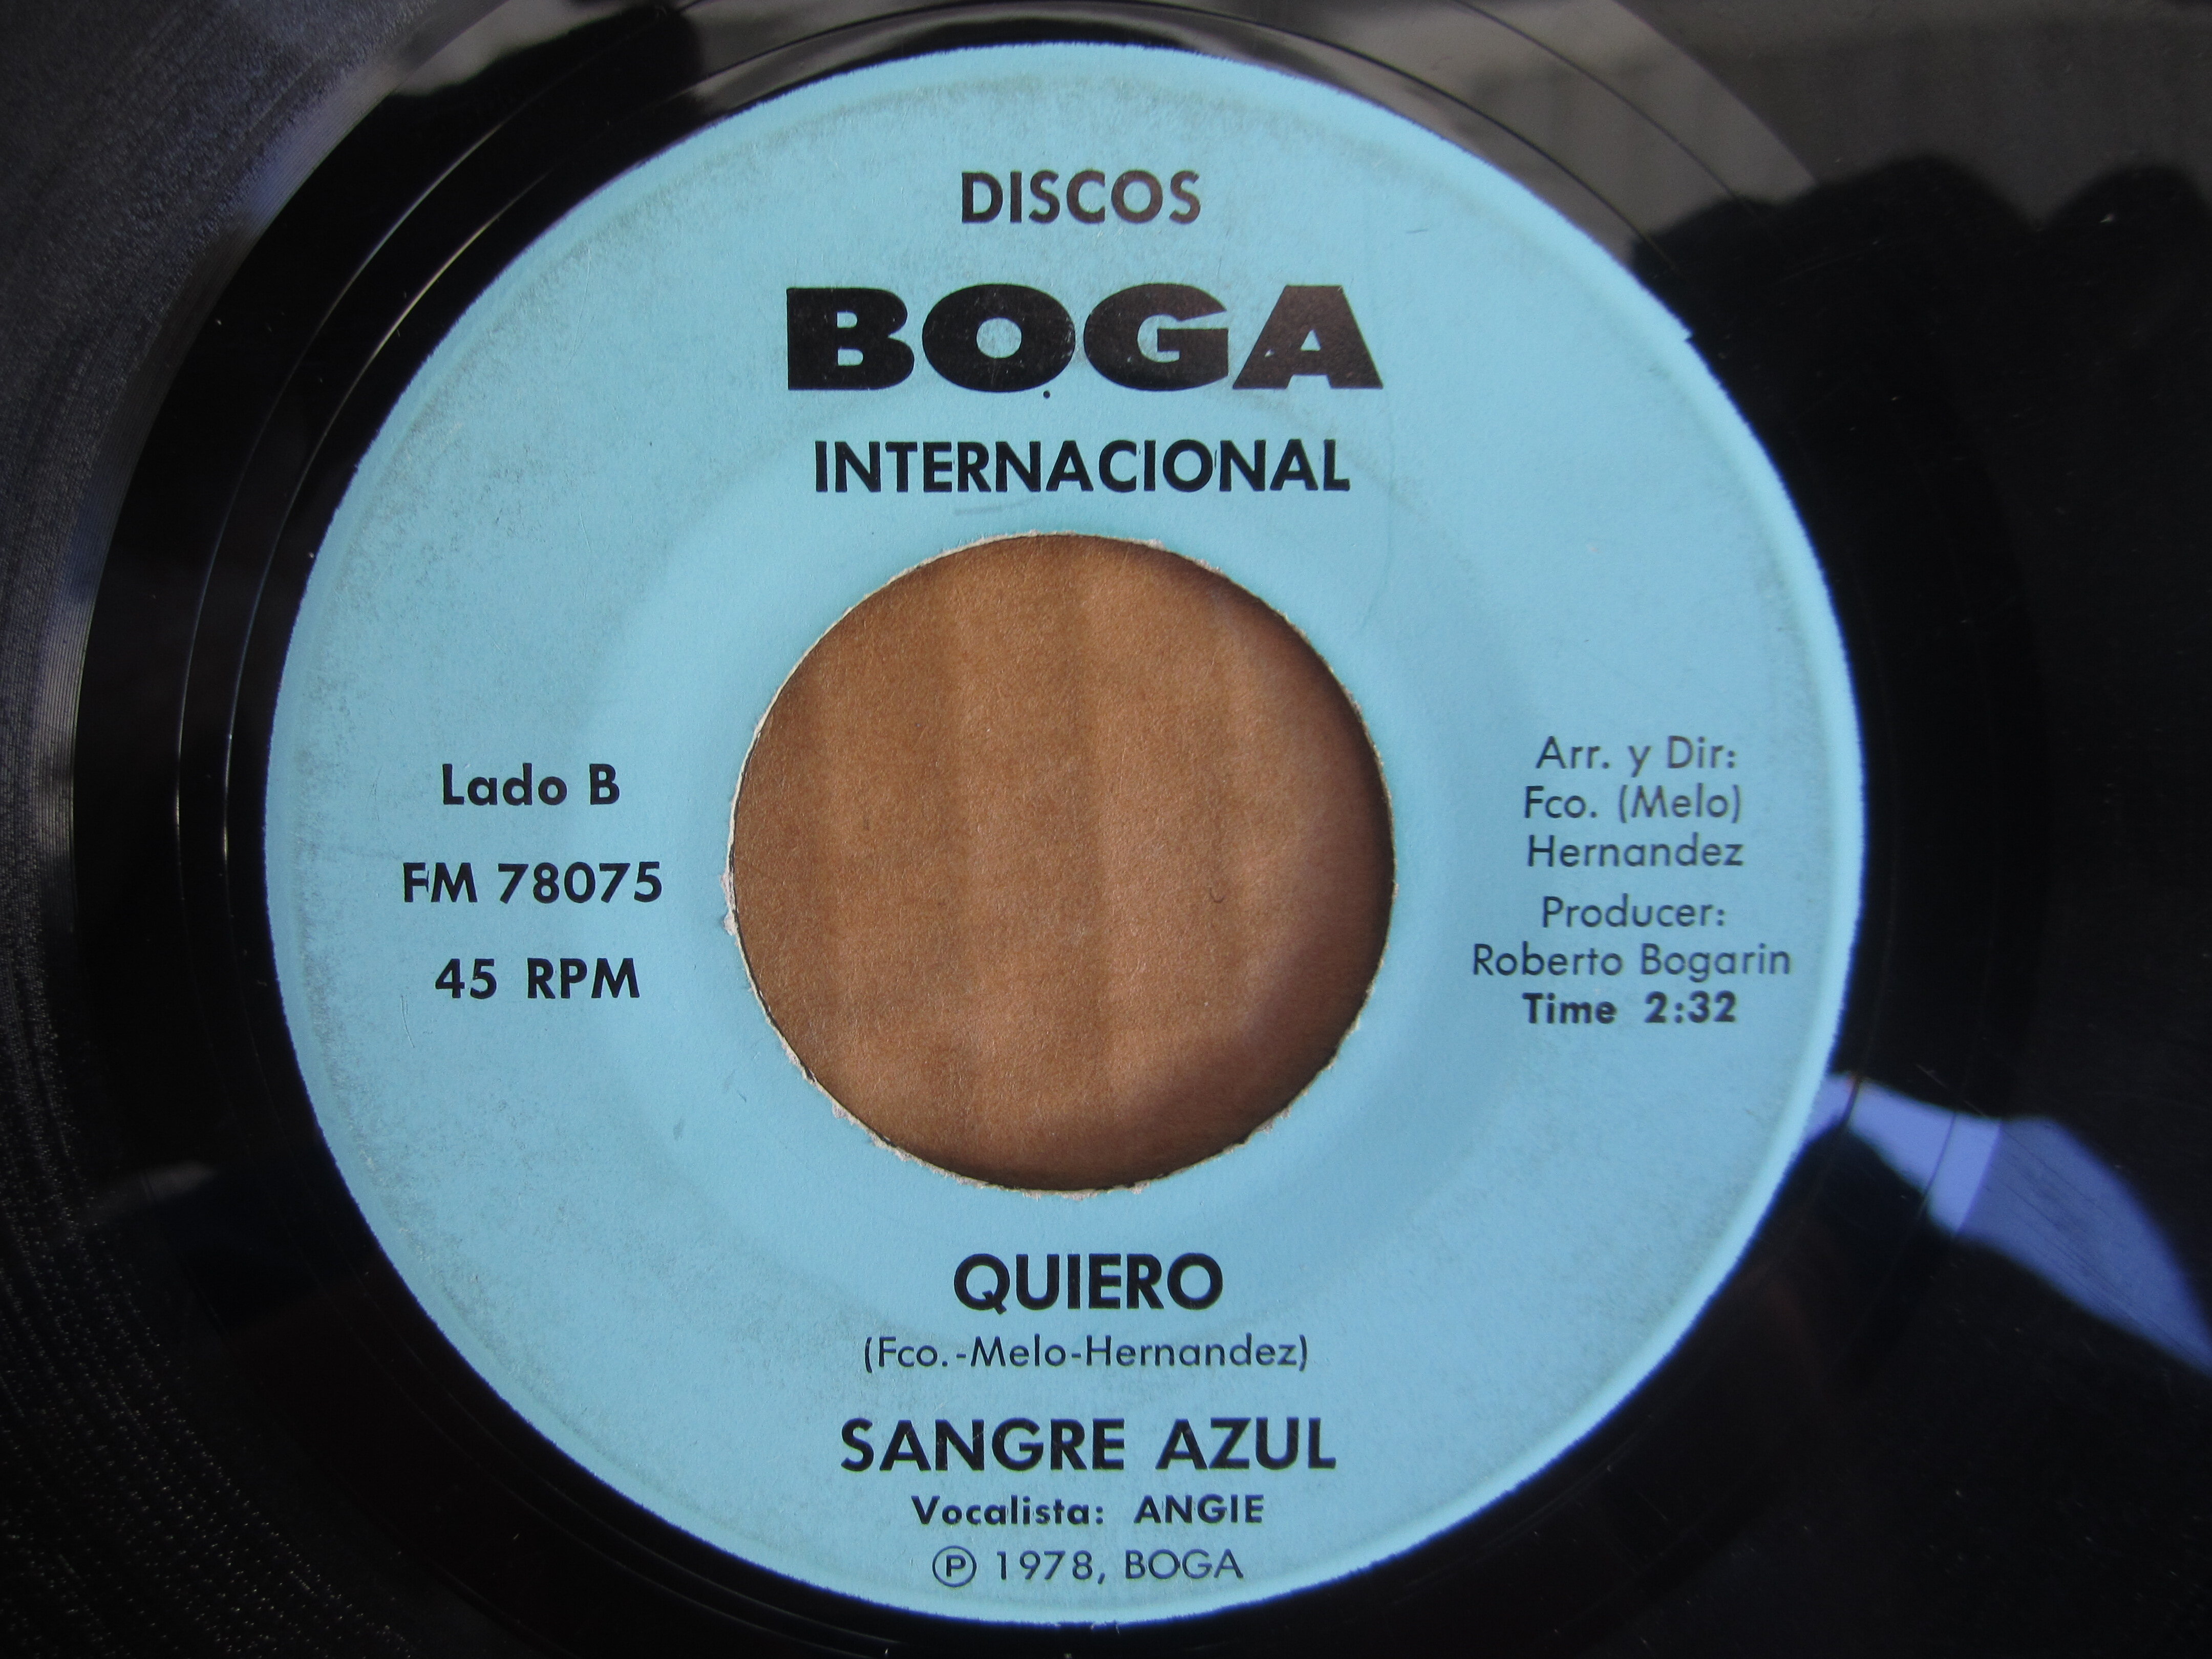 DISCOS
BOGA
INTERNACIONAL
Lado B
FM 78075
45 RPM
Arr. y Dir:
Fco. (Melo)
Hernandez
Producer:
Roberto Bogarin
Time 2:32
QUIERO
(Fco.-Melo-Hernandez)
SANGRE AZUL
Vocalista: ANGIE
Ⓟ 1978, BOGA